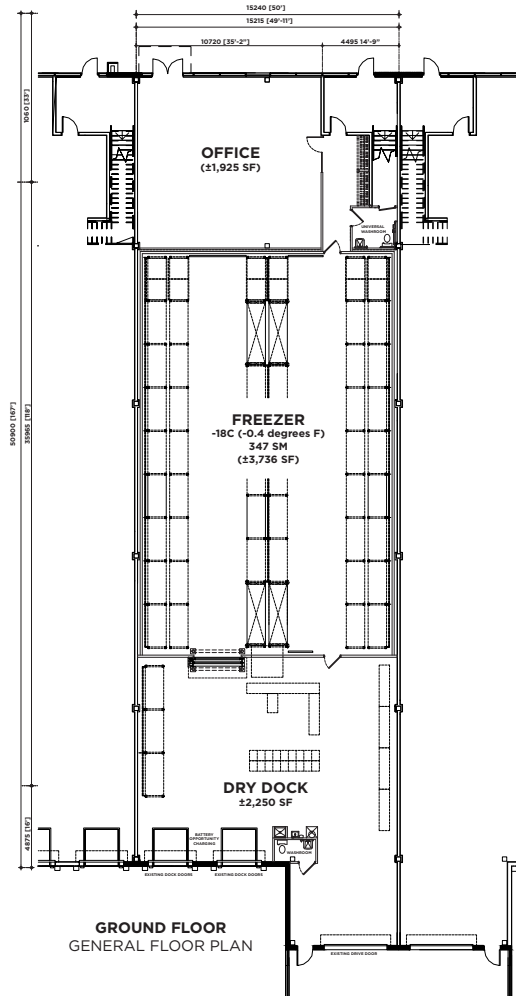 15240 [50']
15215 [49'-11"]
10720 [35'-2"]
4495 14'-9"
1060 [33']
50900 [167']
35965 [118']
4875 [16']
OFFICE
(±1,925 SF)
UNIVERSAL
WASHROOM
FREEZER
-18C (-0.4 degrees F)
347 SM
(±3,736 SF)
DRY DOCK
±2,250 SF
BATTERY
OPPORTUNITY
CHARGING
WASHROOM
EXISTING DOCK DOORS
EXISTING DOCK DOORS
GROUND FLOOR
GENERAL FLOOR PLAN
EXISTING DRIVE DOOR